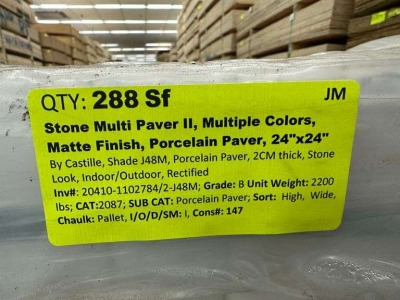 QTY: 288 Sf JM
Stone Multi Paver II, Multiple Colors,
Matte Finish, Porcelain Paver, 24"x24"
By Castille, Shade J48M, Porcelain Paver, 2CM thick, Stone
Look, Indoor/Outdoor, Rectified
Inv#: 20410-1102784/2-J48M; Grade: B Unit Weight: 2200
lbs; CAT:2087; SUB CAT: Porcelain Paver; Sort: High, Wide,
Chaulk: Pallet, I/O/D/SM: I, Cons#: 147